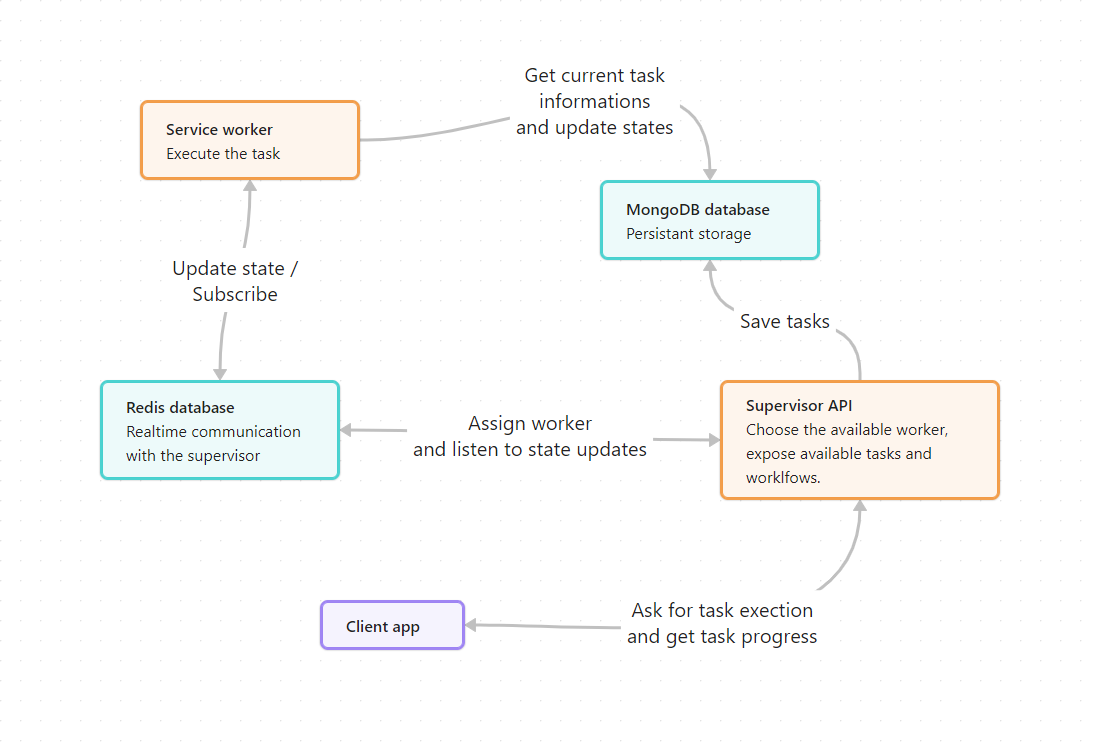 Get current task
informations
and update states
Service worker
Execute the task
MongoDB database
Persistant storage
Update state /
Subscribe
Save tasks
Redis database
Realtime communication
with the supervisor
Assign worker
and listen to state updates
Supervisor API
Choose the available worker,
expose available tasks and
worklfows.
Client app
Ask for task exection
and get task progress